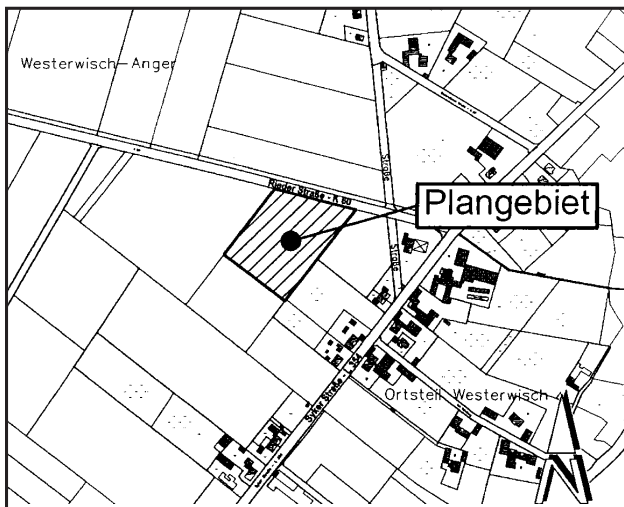 Westerwisch-Anger
Straße
Rieder Straße - K 60
Plangebiet
Straße
Syker Straße - L 354
Ortsteil Westerwisch
N